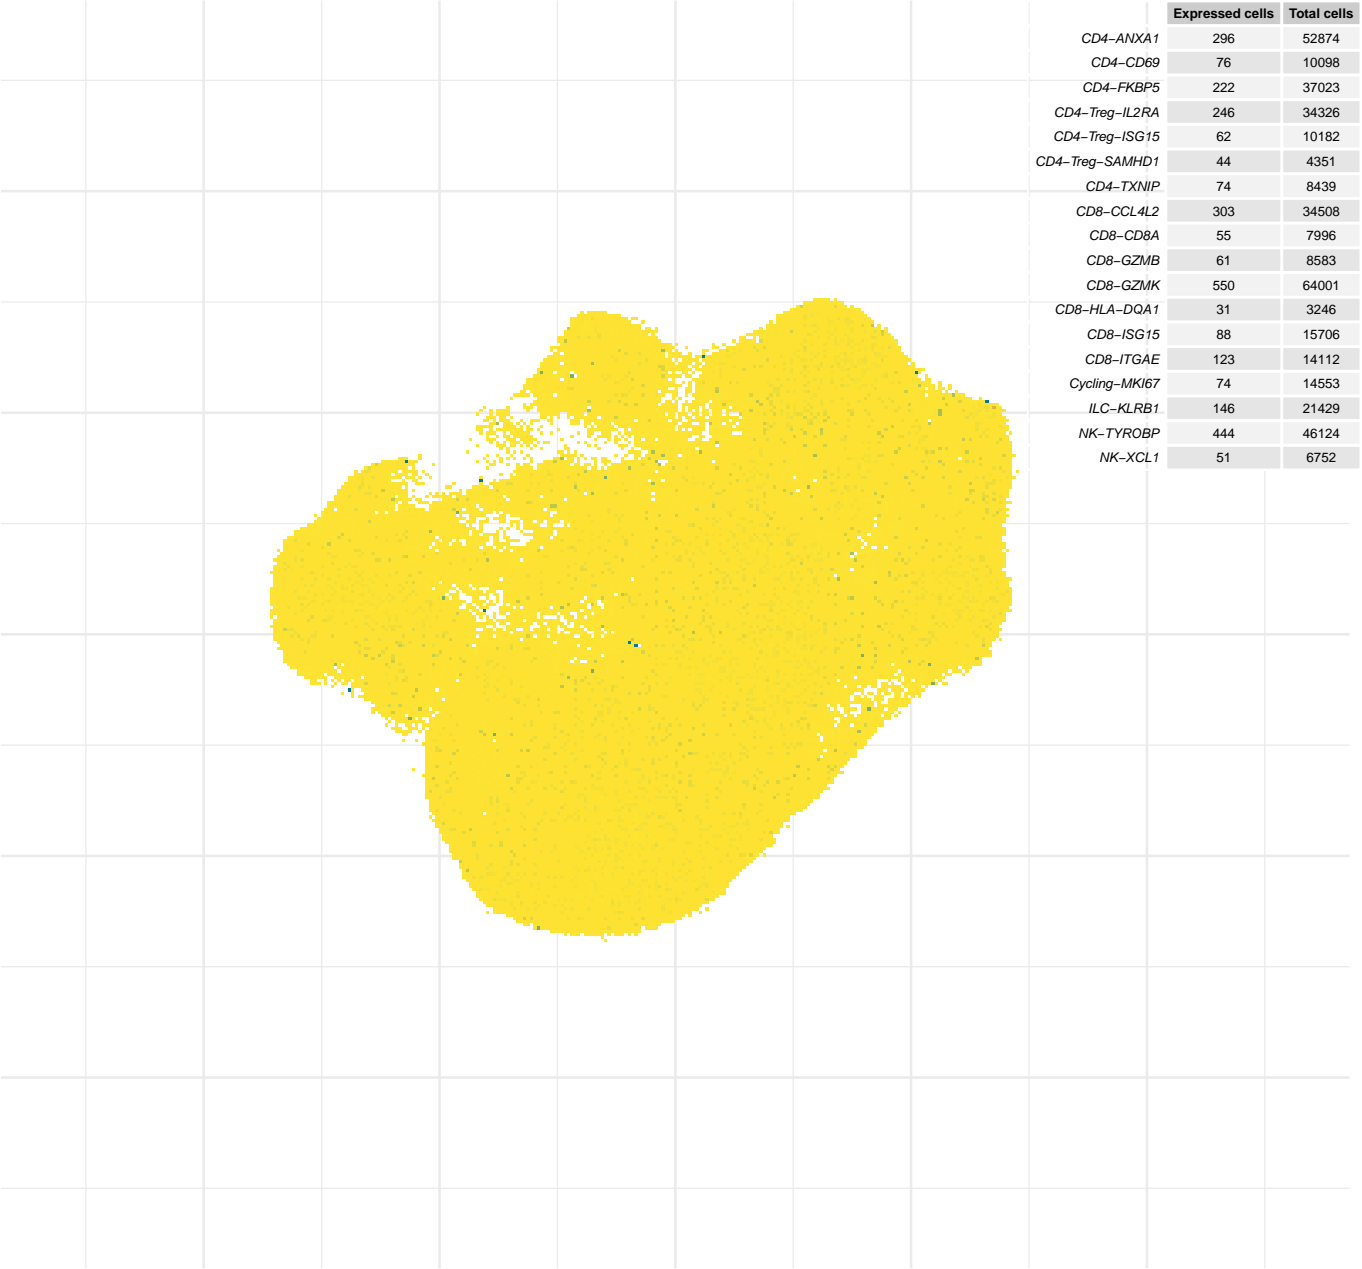 Expressed cells Total cells
CD4−ANXA1 296 52874
CD4−CD69 76 10098
CD4−FKBP5 222 37023
CD4−Treg−IL2RA 246 34326
CD4−Treg−ISG15 62 10182
CD4−Treg−SAMHD1 44 4351
CD4−TXNIP 74 8439
CD8−CCL4L2 303 34508
CD8−CD8A 55 7996
CD8−GZMB 61 8583
CD8−GZMK 550 64001
CD8−HLA−DQA1 31 3246
CD8−ISG15 88 15706
CD8−ITGAE 123 14112
Cycling−MKI67 74 14553
ILC−KLRB1 146 21429
NK−TYROBP 444 46124
NK−XCL1 51 6752